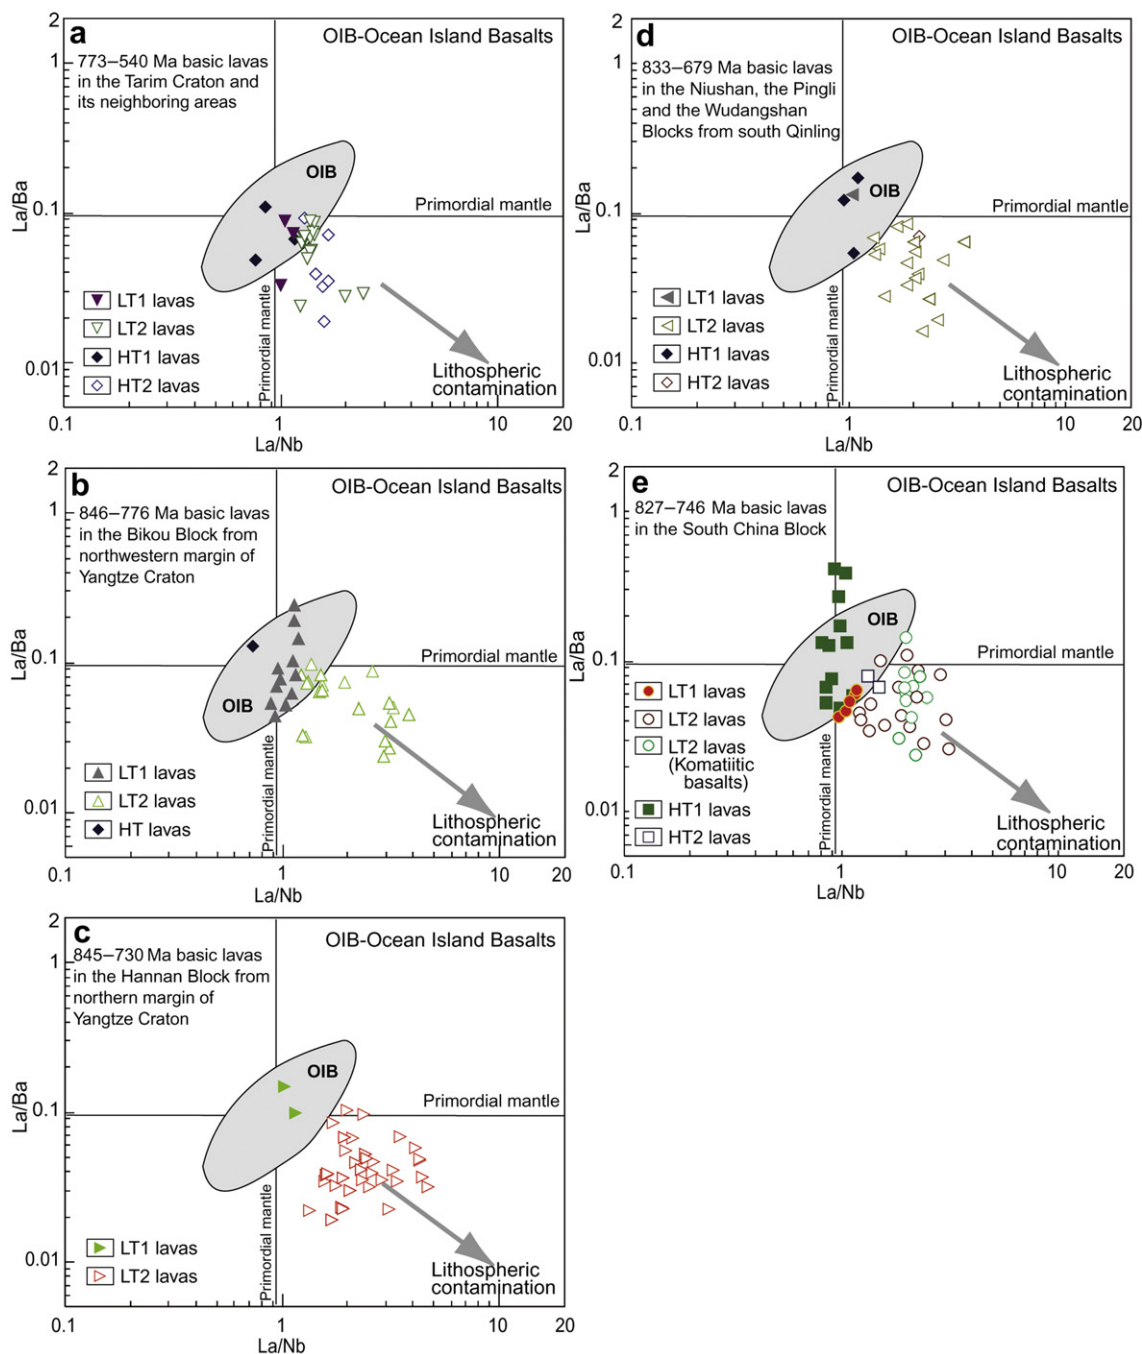 a
OIB-Ocean Island Basalts
773–540 Ma basic lavas
in the Tarim Craton and
its neighboring areas
OIB
Primordial mantle
Primordial mantle
LT1 lavas
LT2 lavas
HT1 lavas
HT2 lavas
Lithospheric
contamination
La/Ba
2
1
0.1
0.01
0.1
1
10
20
La/Nb
b
OIB-Ocean Island Basalts
846–776 Ma basic lavas
in the Bikou Block from
northwestern margin of
Yangtze Craton
OIB
Primordial mantle
Primordial mantle
LT1 lavas
LT2 lavas
HT lavas
Lithospheric
contamination
La/Ba
2
1
0.1
0.01
0.1
1
10
20
La/Nb
c
OIB-Ocean Island Basalts
845–730 Ma basic lavas
in the Hannan Block from
northern margin of
Yangtze Craton
OIB
Primordial mantle
Primordial mantle
LT1 lavas
LT2 lavas
Lithospheric
contamination
La/Ba
2
1
0.1
0.01
0.1
1
10
20
La/Nb
d
OIB-Ocean Island Basalts
833–679 Ma basic lavas
in the Niushan, the Pingli
and the Wudangshan
Blocks from south Qinling
OIB
Primordial mantle
Primordial mantle
LT1 lavas
LT2 lavas
HT1 lavas
HT2 lavas
Lithospheric
contamination
La/Ba
2
1
0.1
0.01
0.1
1
10
20
La/Nb
e
OIB-Ocean Island Basalts
827–746 Ma basic lavas
in the South China Block
OIB
Primordial mantle
Primordial mantle
LT1 lavas
LT2 lavas
LT2 lavas
(Komatiitic
basalts)
HT1 lavas
HT2 lavas
Lithospheric
contamination
La/Ba
2
1
0.1
0.01
0.1
1
10
20
La/Nb